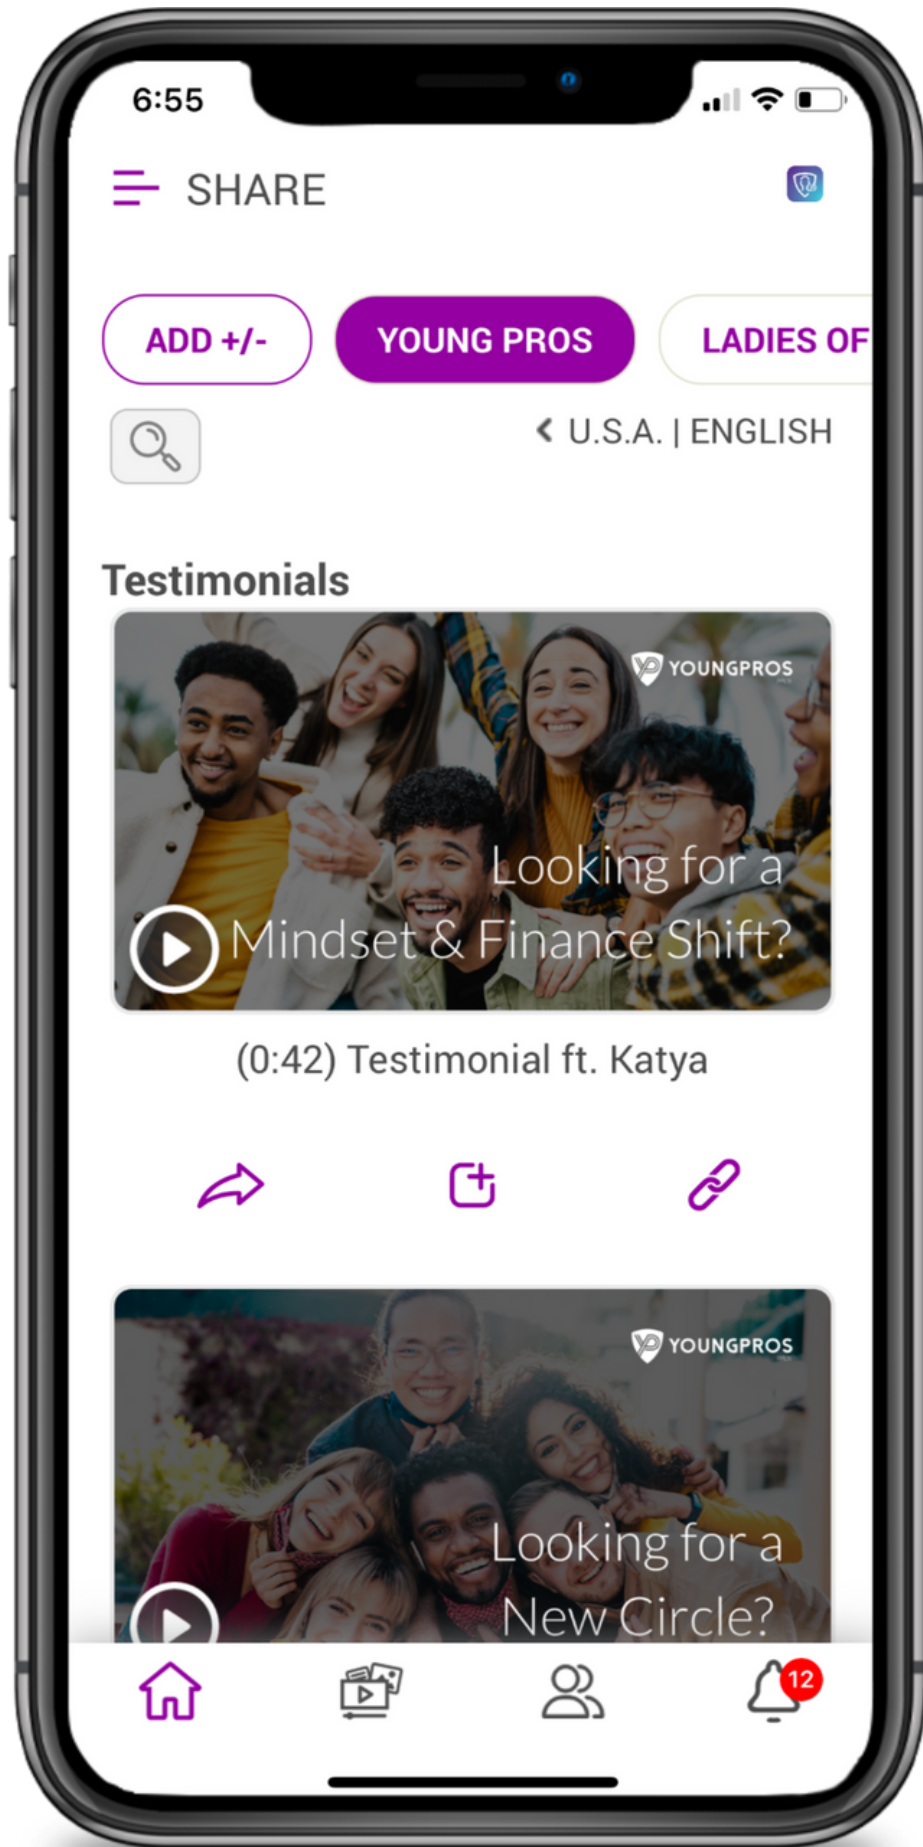 6:55
SHARE
ADD +/-
YOUNG PROS
LADIES OF
< U.S.A. | ENGLISH
Testimonials
YOUNGPROS
Looking for a
Mindset & Finance Shift?
(0:42) Testimonial ft. Katya
YOUNGPROS
Looking for a
New Circle?
12